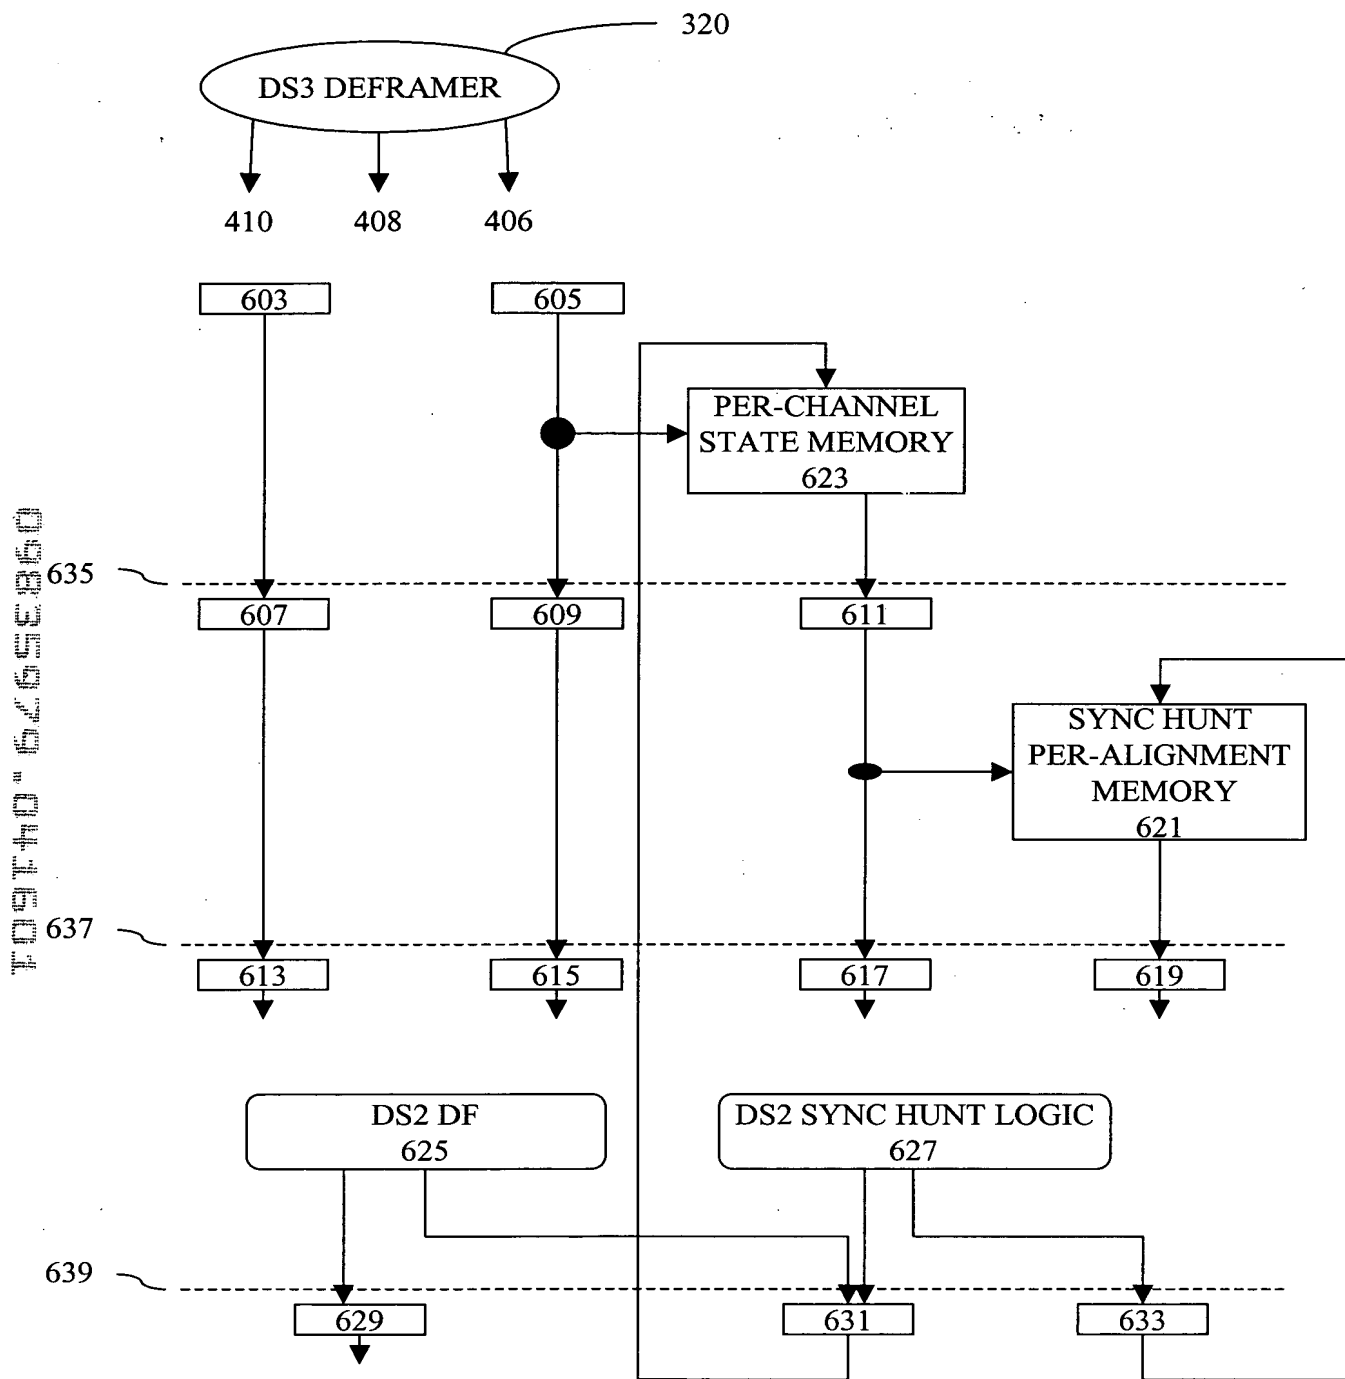 320
DS3 DEFRAMER
410 408 406
603 605
PER-CHANNEL
STATE MEMORY
623
635
607 609 611
SYNC HUNT
PER-ALIGNMENT
MEMORY
621
637
613 615 617 619
DS2 DF
625
DS2 SYNC HUNT LOGIC
627
639
629 631 633
09835979.041601